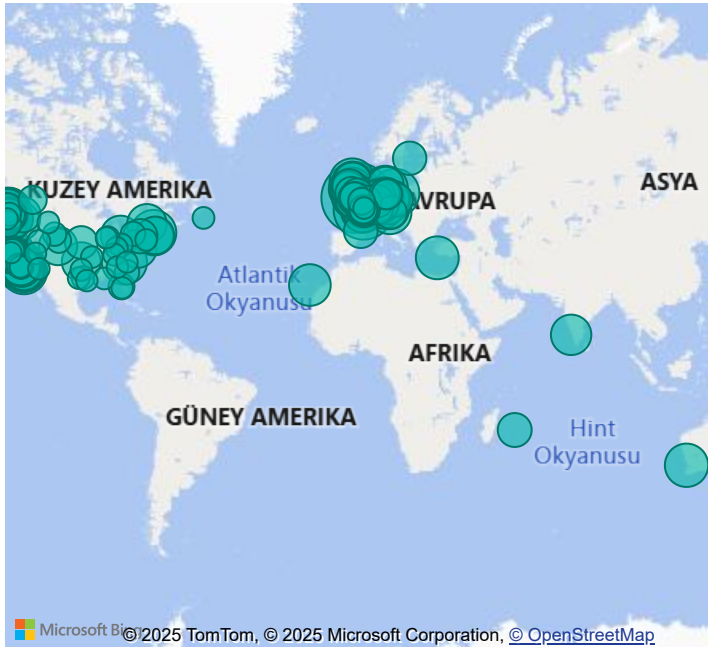 KUZEY AMERIKA
ASYA
AVRUPA
Atlantik
Okyanusu
AFRIKA
GÜNEY AMERIKA
Hint
Okyanusu
Microsoft Bing
© 2025 TomTom, © 2025 Microsoft Corporation, © OpenStreetMap